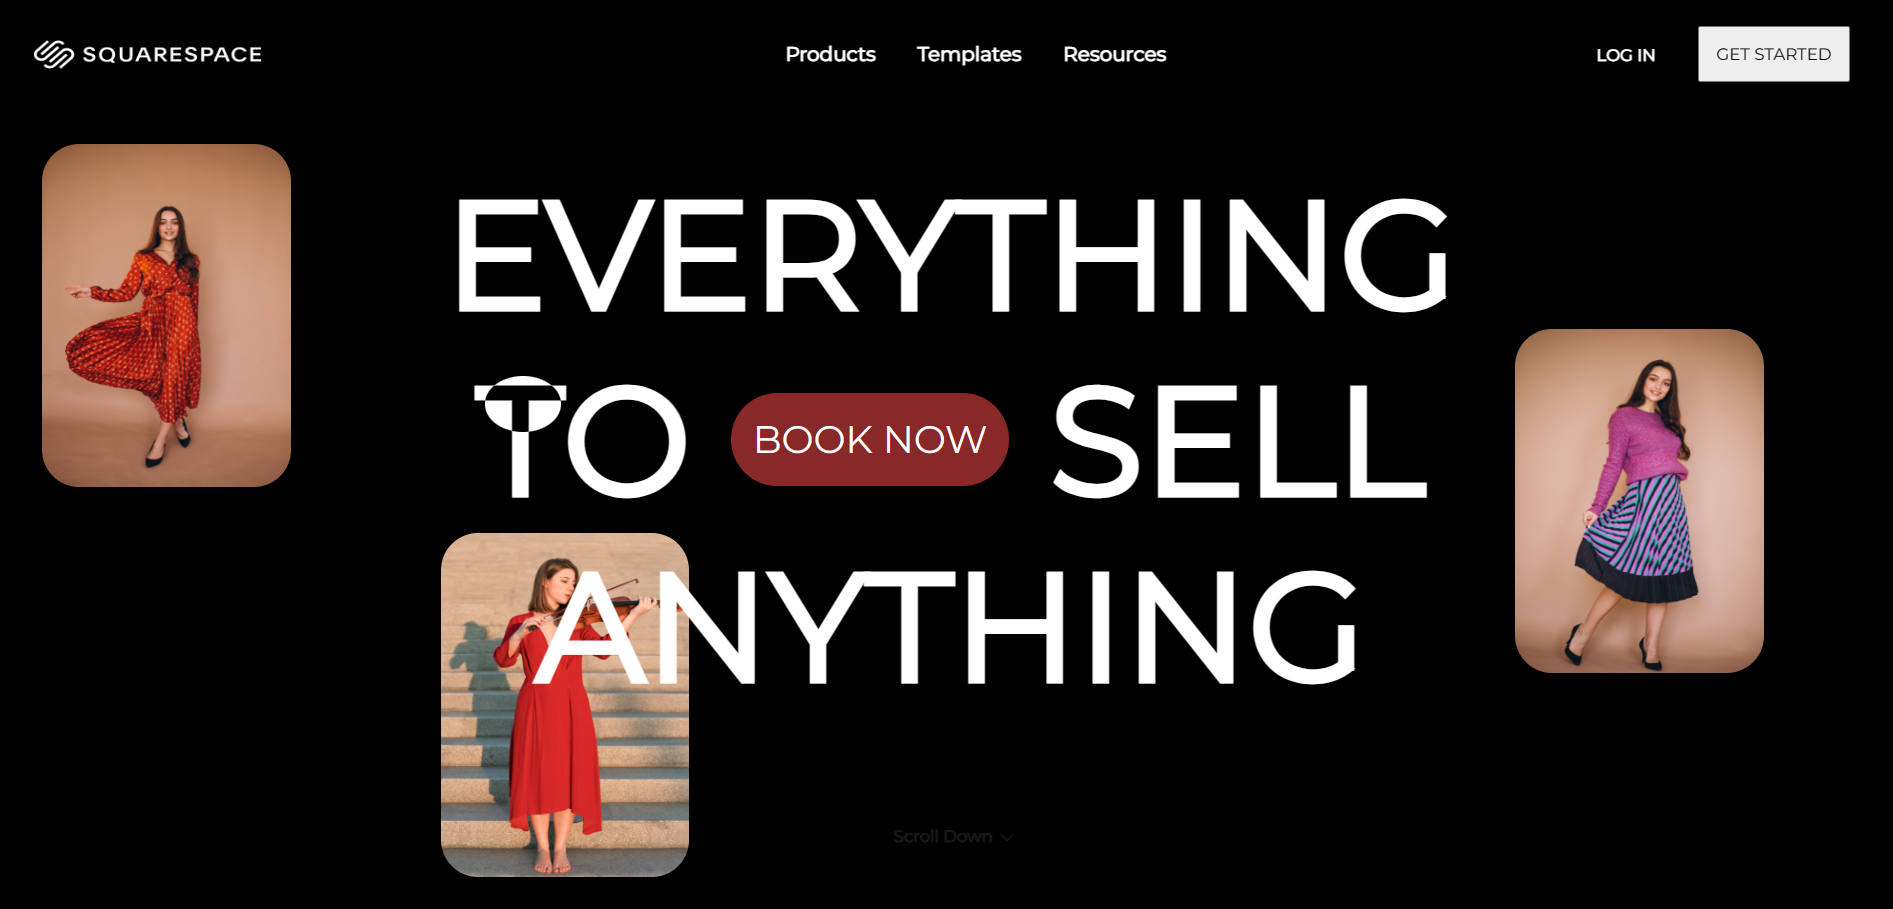 SQUARESPACE
Products
Templates
Resources
LOG IN
GET STARTED
EVERYTHING
TO BOOK NOW SELL
ANYTHING
Scroll Down